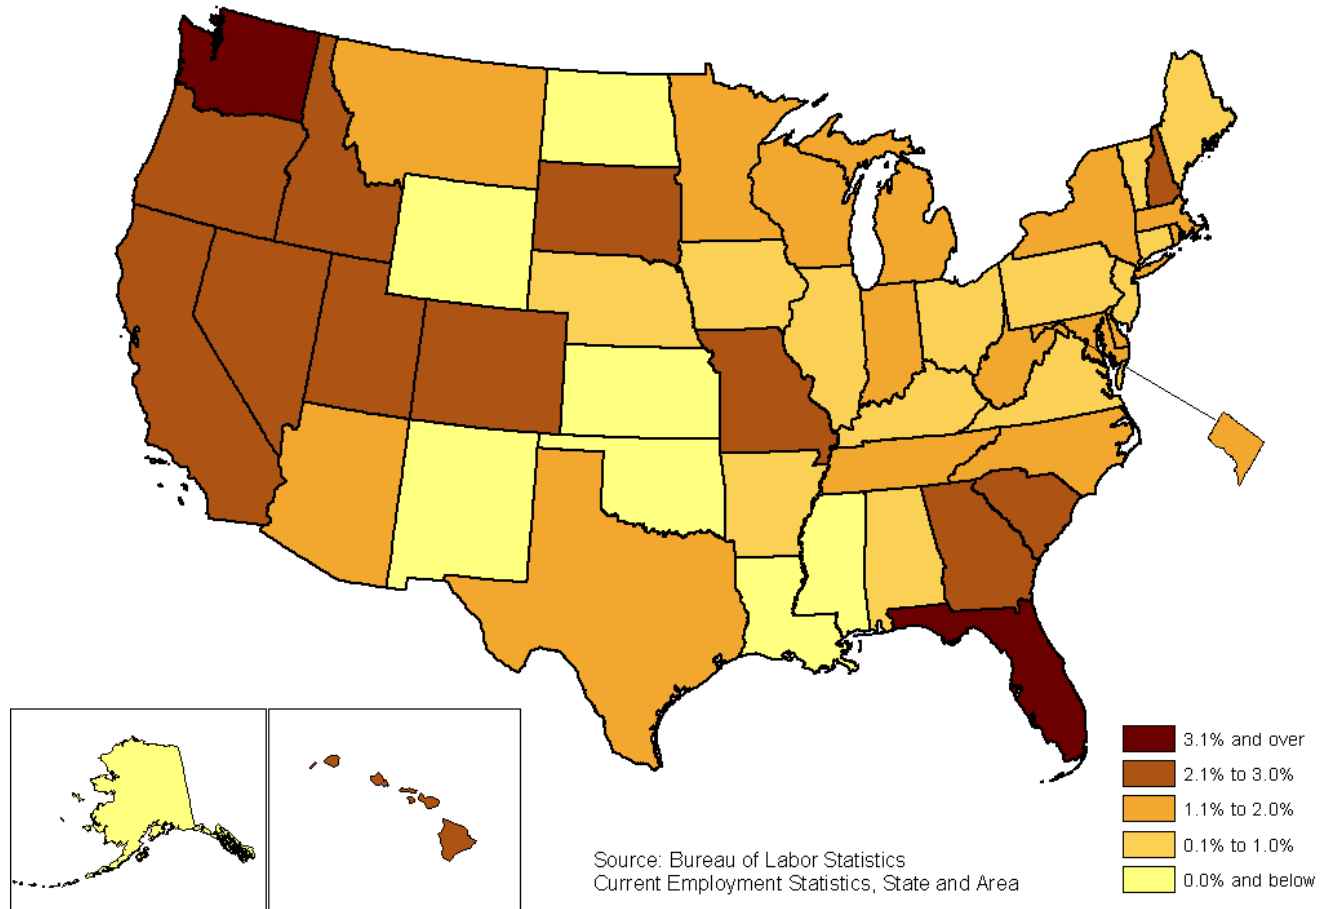 3.1% and over
2.1% to 3.0%
1.1% to 2.0%
0.1% to 1.0%
0.0% and below
Source: Bureau of Labor Statistics
Current Employment Statistics, State and Area